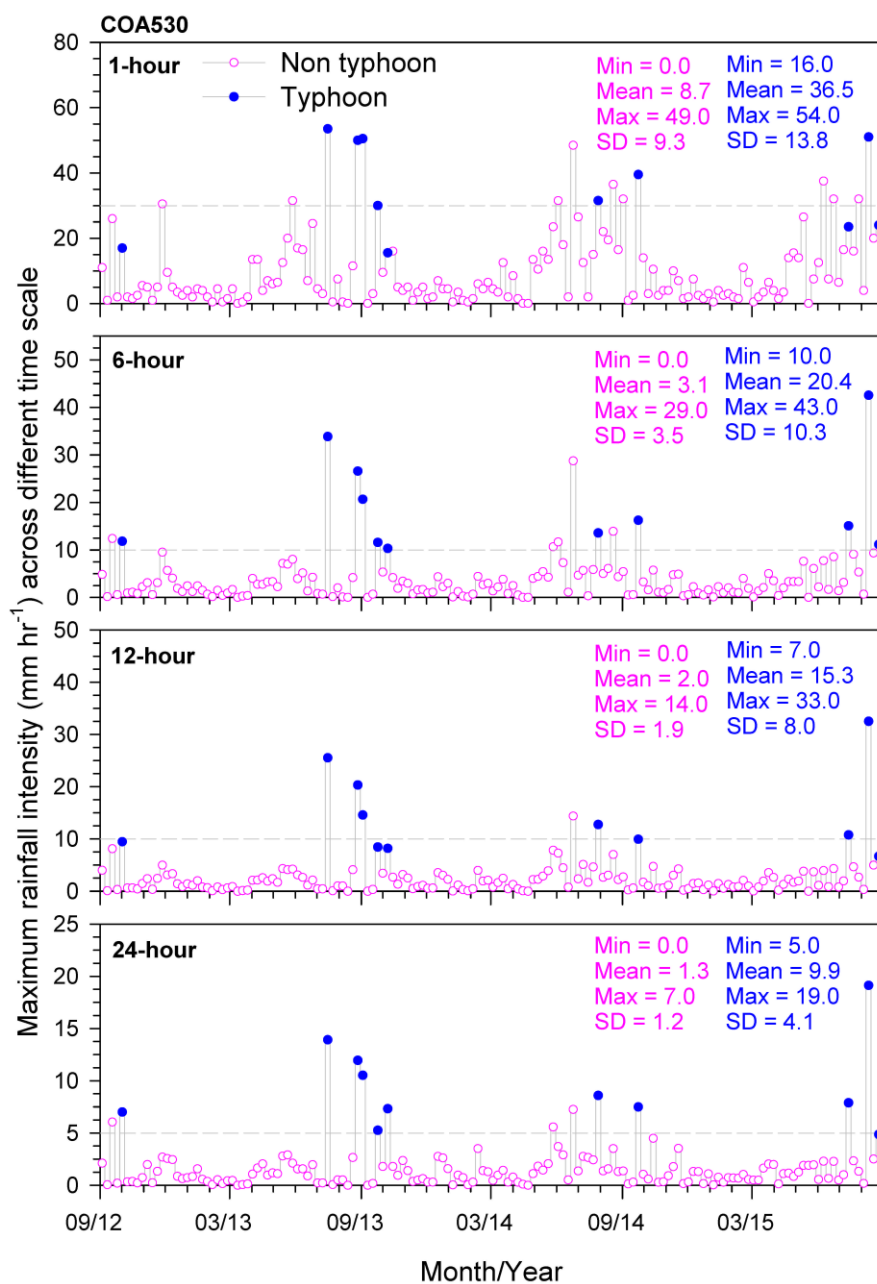 COA530
80
1-hour
Non typhoon
Typhoon
Min = 0.0
Mean = 8.7
Max = 49.0
SD = 9.3
Min = 16.0
Mean = 36.5
Max = 54.0
SD = 13.8
60
40
20
0
50
6-hour
Min = 0.0
Mean = 3.1
Max = 29.0
SD = 3.5
Min = 10.0
Mean = 20.4
Max = 43.0
SD = 10.3
40
30
20
10
0
50
12-hour
Min = 0.0
Mean = 2.0
Max = 14.0
SD = 1.9
Min = 7.0
Mean = 15.3
Max = 33.0
SD = 8.0
40
30
20
10
0
25
24-hour
Min = 0.0
Mean = 1.3
Max = 7.0
SD = 1.2
Min = 5.0
Mean = 9.9
Max = 19.0
SD = 4.1
20
15
10
5
0
Maximum rainfall intensity (mm hr⁻¹) across different time scale
09/12 03/13 09/13 03/14 09/14 03/15
Month/Year